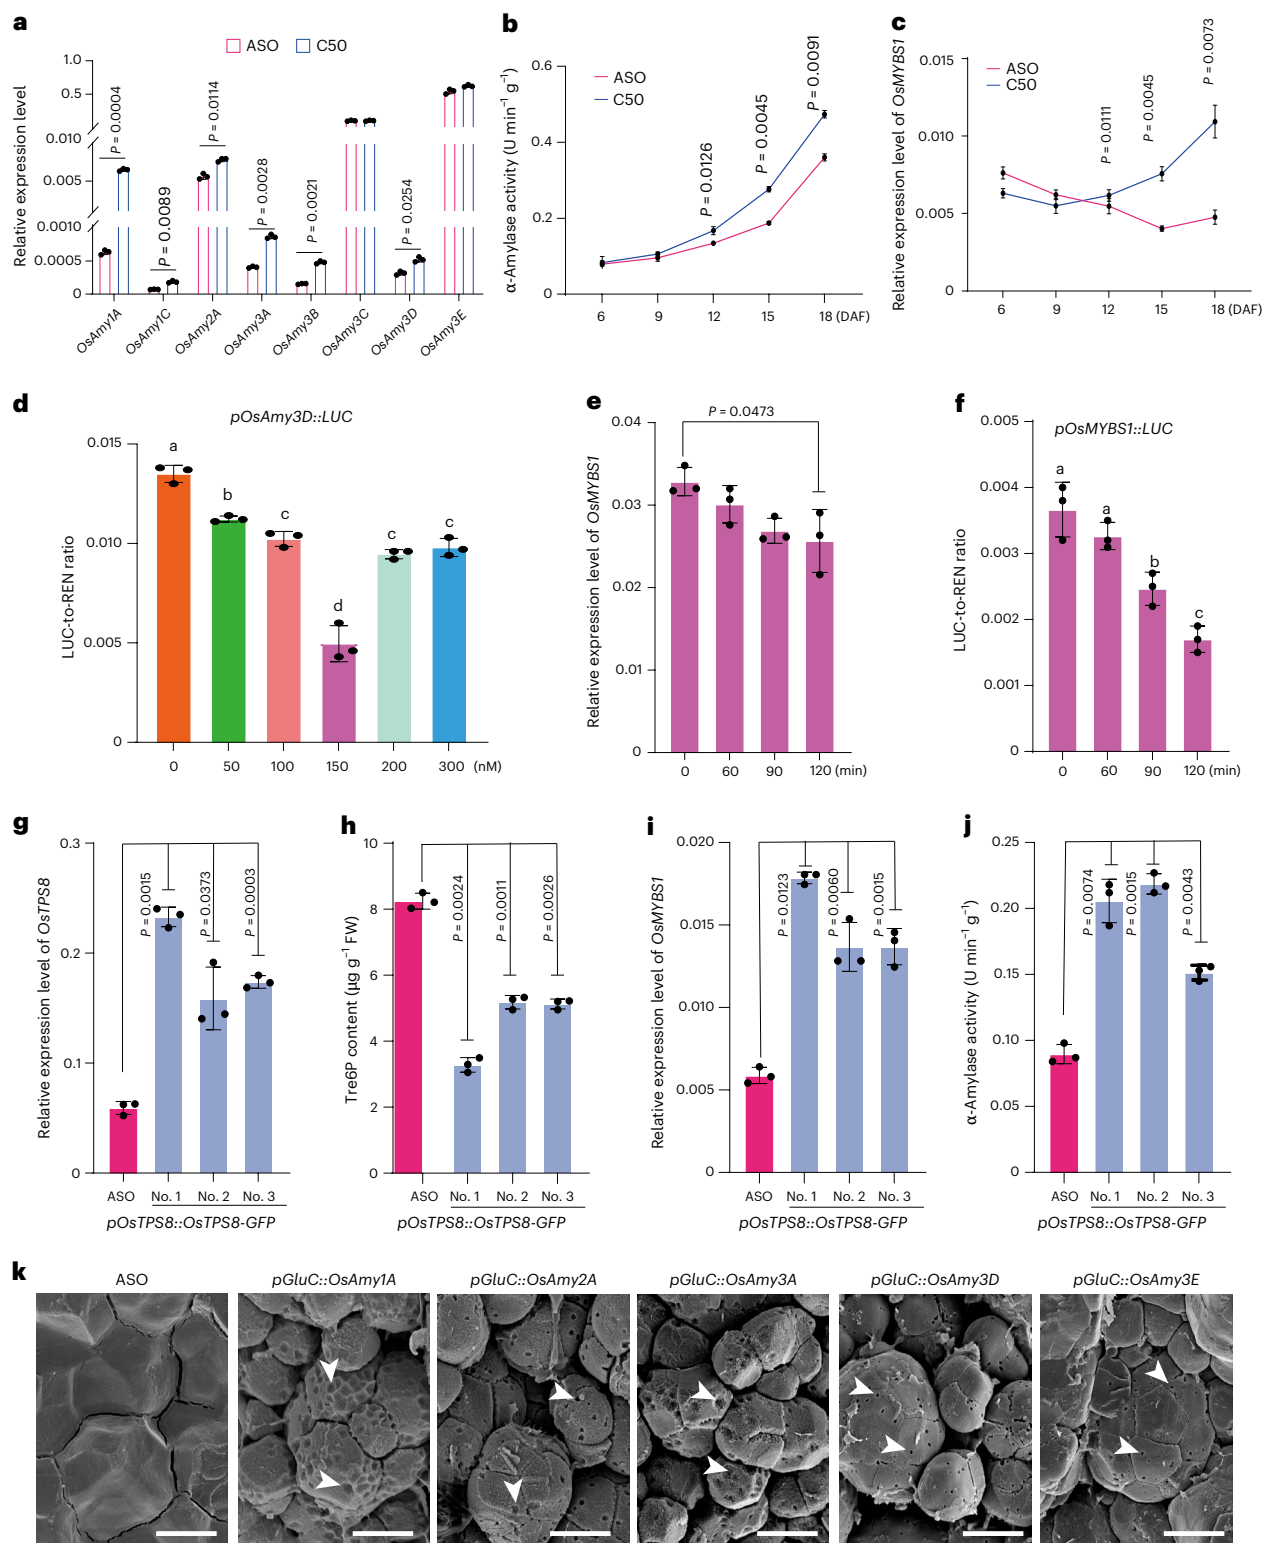 a
ASO C50
Relative expression level
1.0
0.5
0.010
0.005
0.0010
0.0005
0
P = 0.0004
P = 0.0089
P = 0.0114
P = 0.0028
P = 0.0021
P = 0.0254
OsAmy1A
OsAmy1C
OsAmy2A
OsAmy3A
OsAmy3B
OsAmy3C
OsAmy3D
OsAmy3E
b
ASO
C50
α-Amylase activity (U min⁻¹ g⁻¹)
0.6
0.4
0.2
0
P = 0.0126
P = 0.0045
P = 0.0091
6 9 12 15 18 (DAF)
c
ASO
C50
Relative expression level of OsMYBS1
0.015
0.010
0.005
0
P = 0.0111
P = 0.0045
P = 0.0073
6 9 12 15 18 (DAF)
d
pOsAmy3D::LUC
LUC-to-REN ratio
0.015
0.010
0.005
0
a b c d c c
0 50 100 150 200 300 (nM)
e
Relative expression level of OsMYBS1
0.04
0.03
0.02
0.01
0
P = 0.0473
0 60 90 120 (min)
f
pOsMYBS1::LUC
LUC-to-REN ratio
0.005
0.004
0.003
0.002
0.001
0
a a b c
0 60 90 120 (min)
g
Relative expression level of OsTPS8
0.3
0.2
0.1
0
P = 0.0015
P = 0.0373
P = 0.0003
ASO No. 1 No. 2 No. 3
pOsTPS8::OsTPS8-GFP
h
Tre6P content (µg g⁻¹ FW)
10
8
6
4
2
0
P = 0.0024
P = 0.0011
P = 0.0026
ASO No. 1 No. 2 No. 3
pOsTPS8::OsTPS8-GFP
i
Relative expression level of OsMYBS1
0.020
0.015
0.010
0.005
0
P = 0.0123
P = 0.0060
P = 0.0015
ASO No. 1 No. 2 No. 3
pOsTPS8::OsTPS8-GFP
j
α-Amylase activity (U min⁻¹ g⁻¹)
0.25
0.20
0.15
0.10
0.05
0
P = 0.0074
P = 0.0015
P = 0.0043
ASO No. 1 No. 2 No. 3
pOsTPS8::OsTPS8-GFP
k
ASO pGluC::OsAmy1A pGluC::OsAmy2A pGluC::OsAmy3A pGluC::OsAmy3D pGluC::OsAmy3E